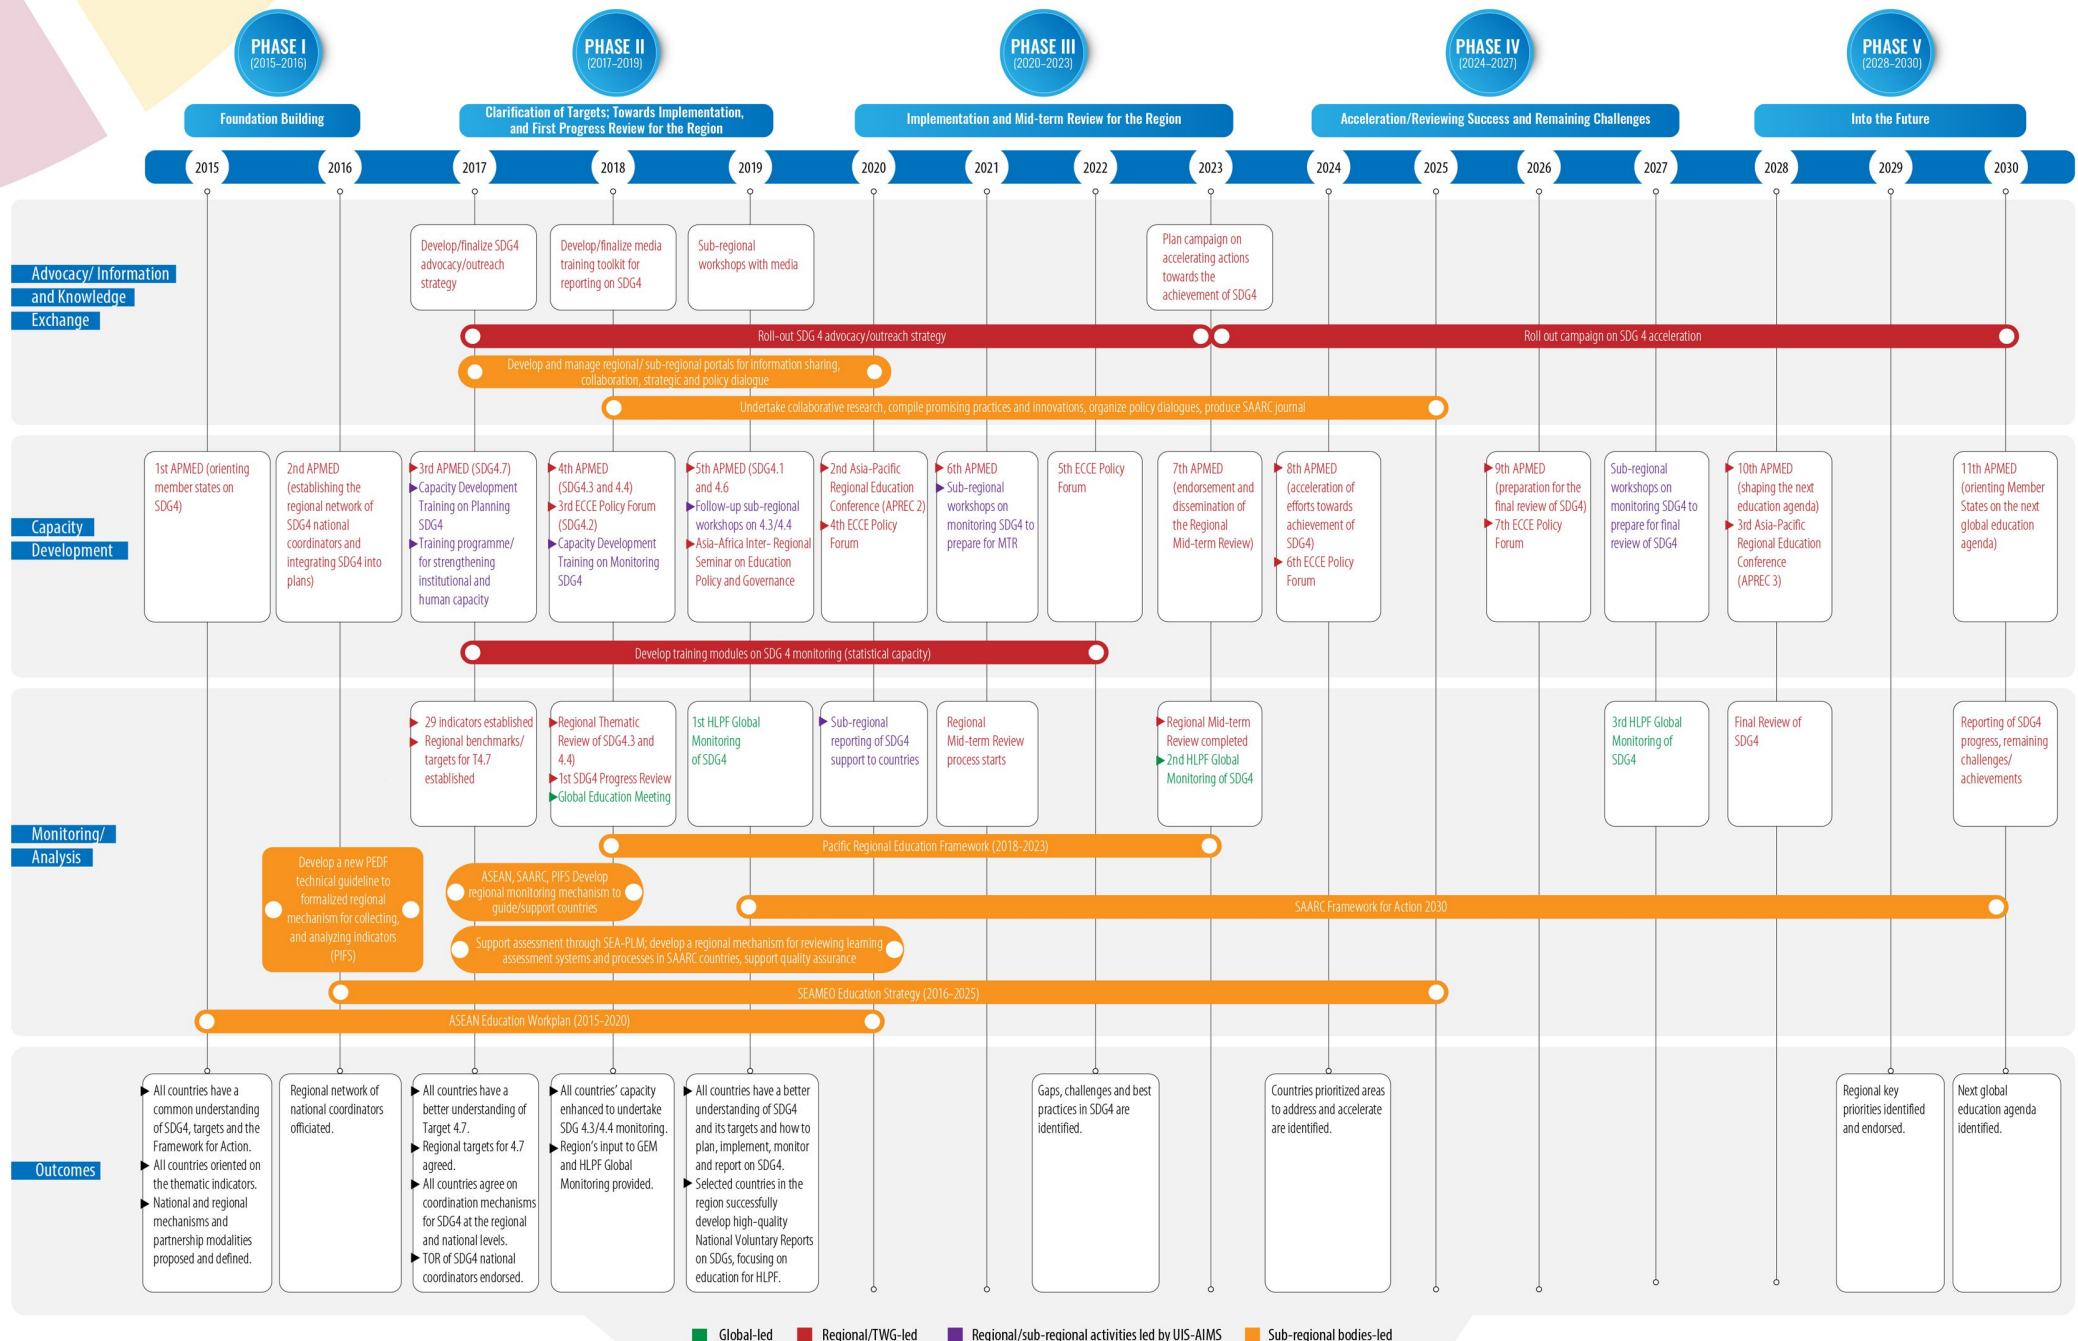 PHASE I
(2015–2016)
PHASE II
(2017–2019)
PHASE III
(2020–2023)
PHASE IV
(2024–2027)
PHASE V
(2028–2030)
Foundation Building
Clarification of Targets; Towards Implementation,
and First Progress Review for the Region
Implementation and Mid-term Review for the Region
Acceleration/Reviewing Success and Remaining Challenges
Into the Future
2015 2016 2017 2018 2019 2020 2021 2022 2023 2024 2025 2026 2027 2028 2029 2030
Advocacy/ Information
and Knowledge
Exchange
Develop/finalize SDG4
advocacy/outreach
strategy
Develop/finalize media
training toolkit for
reporting on SDG4
Sub-regional
workshops with media
Plan campaign on
accelerating actions
towards the
achievement of SDG4
Roll-out SDG 4 advocacy/outreach strategy
Roll out campaign on SDG 4 acceleration
Develop and manage regional/ sub-regional portals for information sharing,
collaboration, strategic and policy dialogue
Undertake collaborative research, compile promising practices and innovations, organize policy dialogues, produce SAARC journal
Capacity
Development
1st APMED (orienting
member states on
SDG4)
2nd APMED
(establishing the
regional network of
SDG4 national
coordinators and
integrating SDG4 into
plans)
3rd APMED (SDG4.7)
Capacity Development
Training on Planning
SDG4
Training programme/
for strengthening
institutional and
human capacity
4th APMED
(SDG4.3 and 4.4)
3rd ECCE Policy Forum
(SDG4.2)
Capacity Development
Training on Monitoring
SDG4
5th APMED (SDG4.1
and 4.6
Follow-up sub-regional
workshops on 4.3/4.4
Asia-Africa Inter- Regional
Seminar on Education
Policy and Governance
2nd Asia-Pacific
Regional Education
Conference (APREC 2)
4th ECCE Policy
Forum
6th APMED
Sub-regional
workshops on
monitoring SDG4 to
prepare for MTR
5th ECCE Policy
Forum
7th APMED
(endorsement and
dissemination of
the Regional
Mid-term Review)
8th APMED
(acceleration of
efforts towards
achievement of
SDG4)
6th ECCE Policy
Forum
9th APMED
(preparation for the
final review of SDG4)
7th ECCE Policy
Forum
Sub-regional
workshops on
monitoring SDG4 to
prepare for final
review of SDG4
10th APMED
(shaping the next
education agenda)
3rd Asia-Pacific
Regional Education
Conference
(APREC 3)
11th APMED
(orienting Member
States on the next
global education
agenda)
Develop training modules on SDG 4 monitoring (statistical capacity)
Monitoring/
Analysis
29 indicators established
Regional benchmarks/
targets for T4.7
established
Regional Thematic
Review of SDG4.3 and
4.4)
1st SDG4 Progress Review
Global Education Meeting
1st HLPF Global
Monitoring
of SDG4
Sub-regional
reporting of SDG4
support to countries
Regional
Mid-term Review
process starts
Regional Mid-term
Review completed
2nd HLPF Global
Monitoring of SDG4
3rd HLPF Global
Monitoring of
SDG4
Final Review of
SDG4
Reporting of SDG4
progress, remaining
challenges/
achievements
Pacific Regional Education Framework (2018-2023)
Develop a new PEDF
technical guideline to
formalized regional
mechanism for collecting,
and analyzing indicators
(PIFS)
ASEAN, SAARC, PIFS Develop
regional monitoring mechanism to
guide/support countries
SAARC Framework for Action 2030
Support assessment through SEA-PLM; develop a regional mechanism for reviewing learning
assessment systems and processes in SAARC countries, support quality assurance
SEAMEO Education Strategy (2016-2025)
ASEAN Education Workplan (2015-2020)
Outcomes
All countries have a
common understanding
of SDG4, targets and the
Framework for Action.
All countries oriented on
the thematic indicators.
National and regional
mechanisms and
partnership modalities
proposed and defined.
Regional network of
national coordinators
officiated.
All countries have a
better understanding of
Target 4.7.
Regional targets for 4.7
agreed.
All countries agree on
coordination mechanisms
for SDG4 at the regional
and national levels.
TOR of SDG4 national
coordinators endorsed.
All countries' capacity
enhanced to undertake
SDG 4.3/4.4 monitoring.
Region's input to GEM
and HLPF Global
Monitoring provided.
All countries have a better
understanding of SDG4
and its targets and how to
plan, implement, monitor
and report on SDG4.
Selected countries in the
region successfully
develop high-quality
National Voluntary Reports
on SDGs, focusing on
education for HLPF.
Gaps, challenges and best
practices in SDG4 are
identified.
Countries prioritized areas
to address and accelerate
are identified.
Regional key
priorities identified
and endorsed.
Next global
education agenda
identified.
Global-led
Regional/TWG-led
Regional/sub-regional activities led by UIS-AIMS
Sub-regional bodies-led